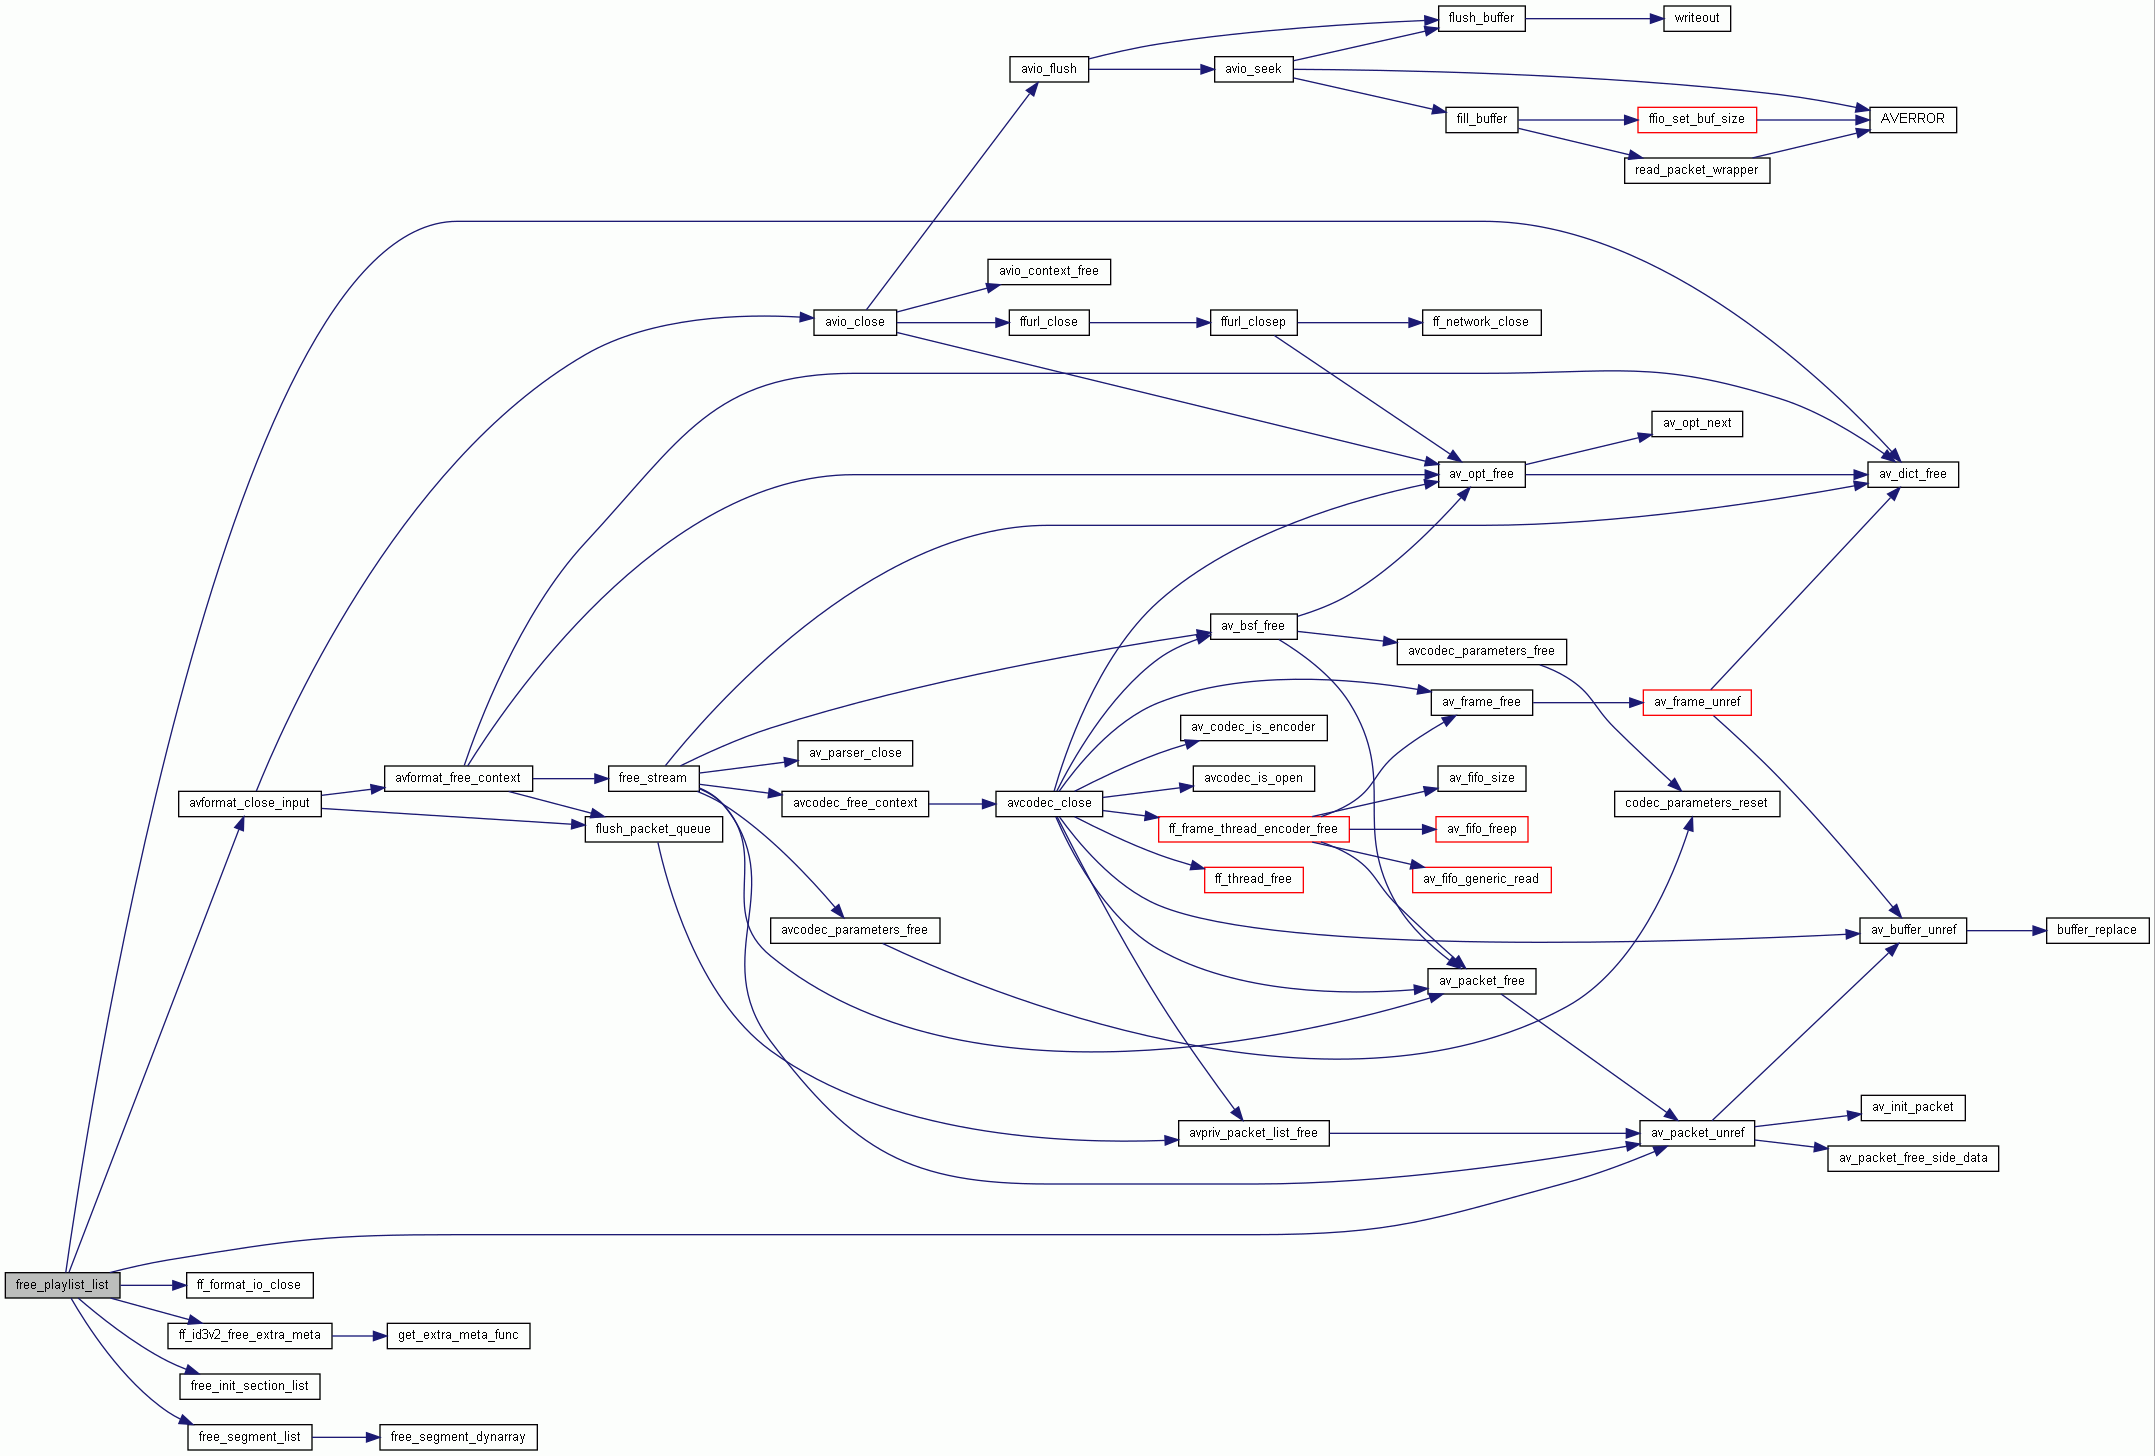 flush_buffer
writeout
avio_flush
avio_seek
fill_buffer
ffio_set_buf_size
AVERROR
read_packet_wrapper
avio_context_free
avio_close
ffurl_close
ffurl_closep
ff_network_close
av_opt_next
av_opt_free
av_dict_free
av_bsf_free
avcodec_parameters_free
av_frame_free
av_frame_unref
av_codec_is_encoder
av_parser_close
avformat_free_context
free_stream
avcodec_is_open
av_fifo_size
avformat_close_input
avcodec_free_context
avcodec_close
codec_parameters_reset
flush_packet_queue
ff_frame_thread_encoder_free
av_fifo_freep
ff_thread_free
av_fifo_generic_read
avcodec_parameters_free
av_buffer_unref
buffer_replace
av_packet_free
av_init_packet
avpriv_packet_list_free
av_packet_unref
av_packet_free_side_data
free_playlist_list
ff_format_io_close
ff_id3v2_free_extra_meta
get_extra_meta_func
free_init_section_list
free_segment_list
free_segment_dynarray